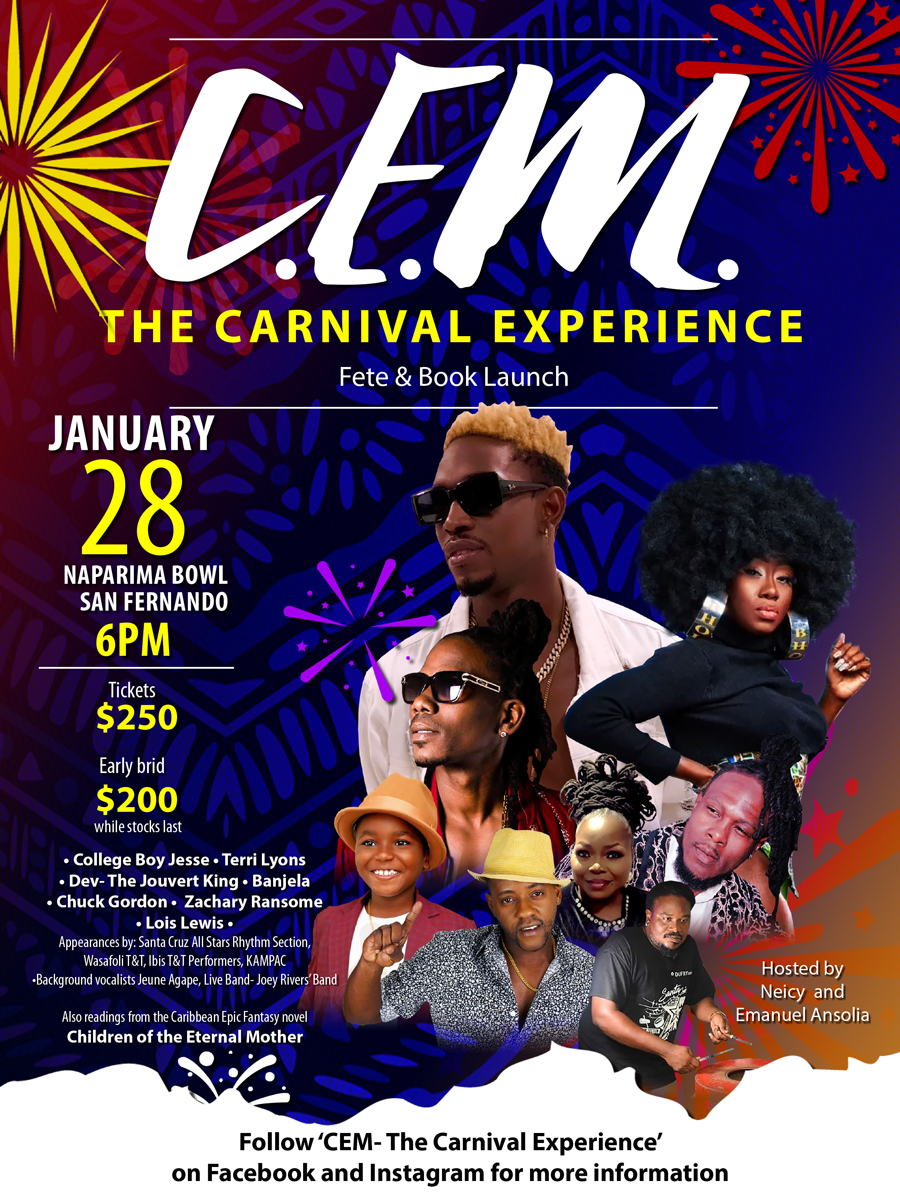 C.E.M.
THE CARNIVAL EXPERIENCE
Fete & Book Launch
JANUARY
28
NAPARIMA BOWL
SAN FERNANDO
6PM
Tickets
$250
Early brid
$200
while stocks last
• College Boy Jesse • Terri Lyons
• Dev- The Jouvert King • Banjela
• Chuck Gordon • Zachary Ransome
• Lois Lewis •
Appearances by: Santa Cruz All Stars Rhythm Section,
Wasafoli T&T, Ibis T&T Performers, KAMPAC
•Background vocalists Jeune Agape, Live Band- Joey Rivers' Band
Also readings from the Caribbean Epic Fantasy novel
Children of the Eternal Mother
Hosted by
Neicy and
Emanuel Ansolia
Follow ‘CEM- The Carnival Experience’
on Facebook and Instagram for more information